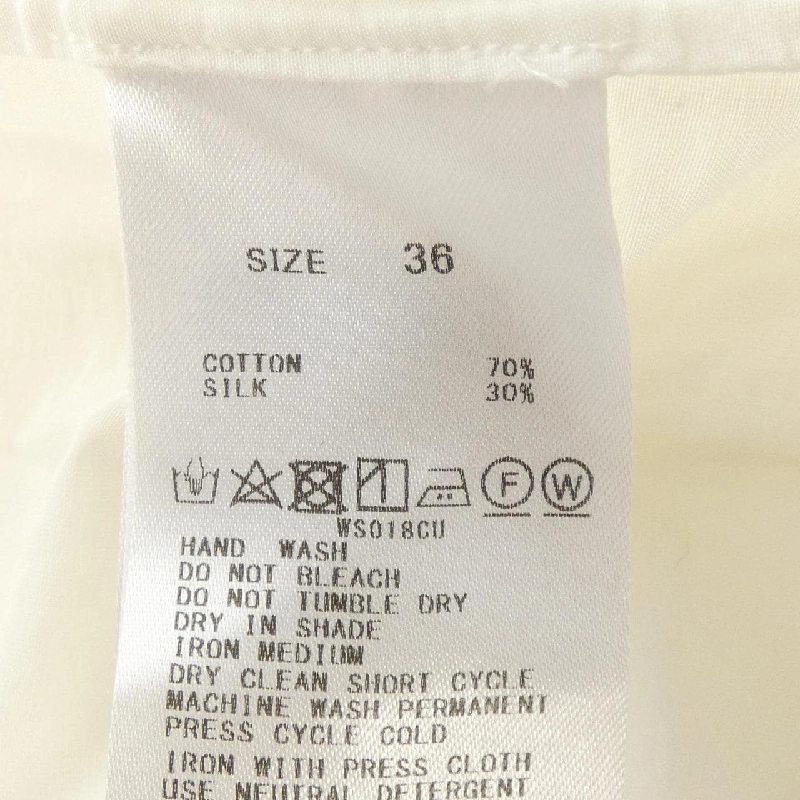 SIZE 36
COTTON 70%
SILK 30%
F W
WS018CU
HAND WASH
DO NOT BLEACH
DO NOT TUMBLE DRY
DRY IN SHADE
IRON MEDIUM
DRY CLEAN SHORT CYCLE
MACHINE WASH PERMANENT
PRESS CYCLE COLD
IRON WITH PRESS CLOTH
USE NEUTRAL DETERGENT